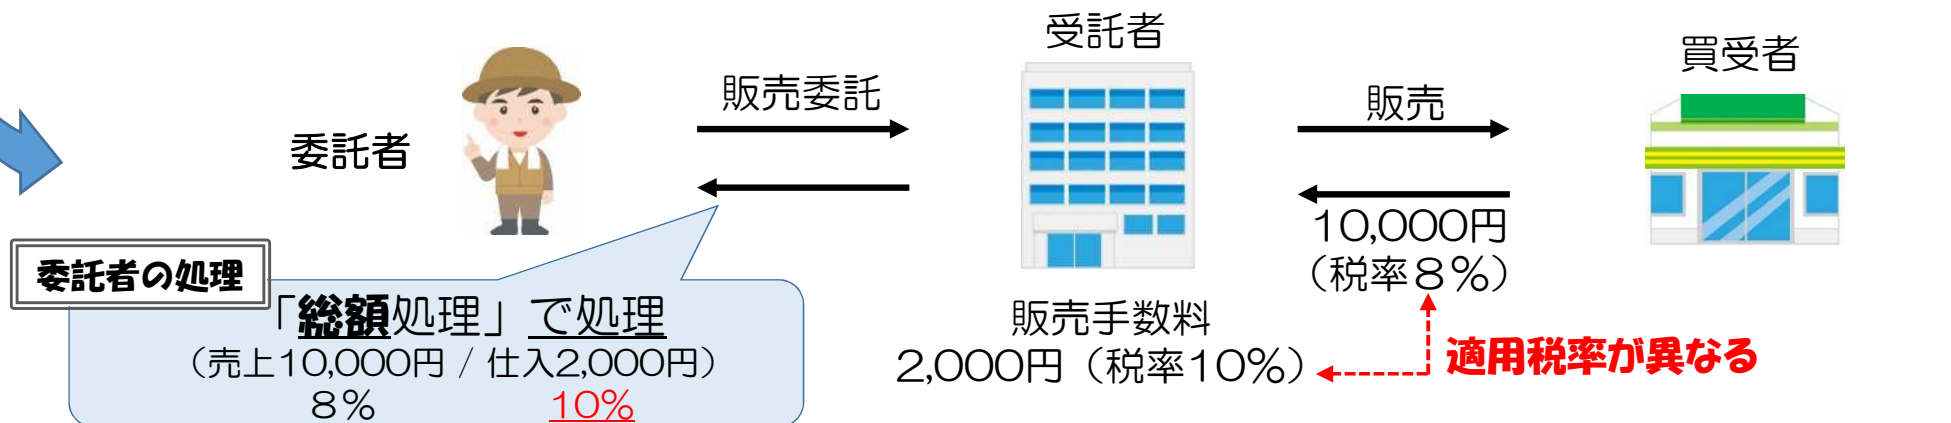 受託者
買受者
販売委託
販売
委託者
10,000円
(税率8%)
委託者の処理
「総額処理」で処理
(売上10,000円 / 仕入2,000円)
8%
10%
販売手数料
2,000円(税率10%)
適用税率が異なる